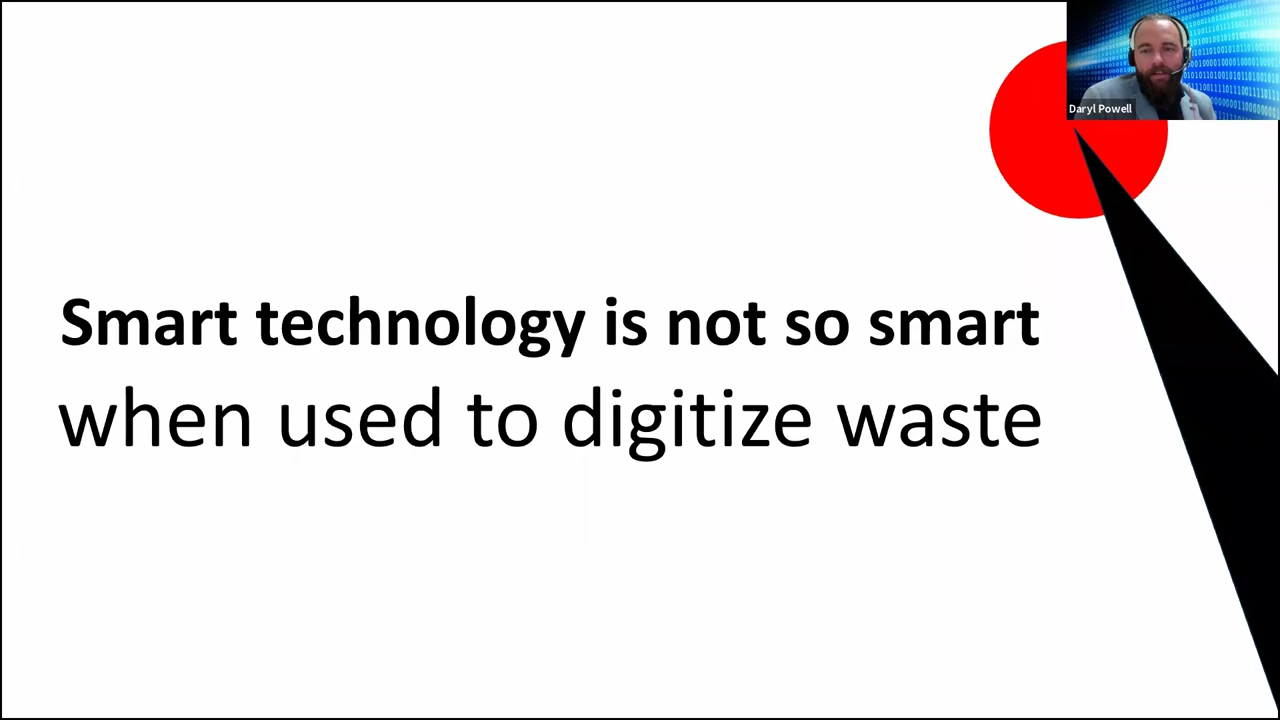 Daryl Powell
Smart technology is not so smart
when used to digitize waste